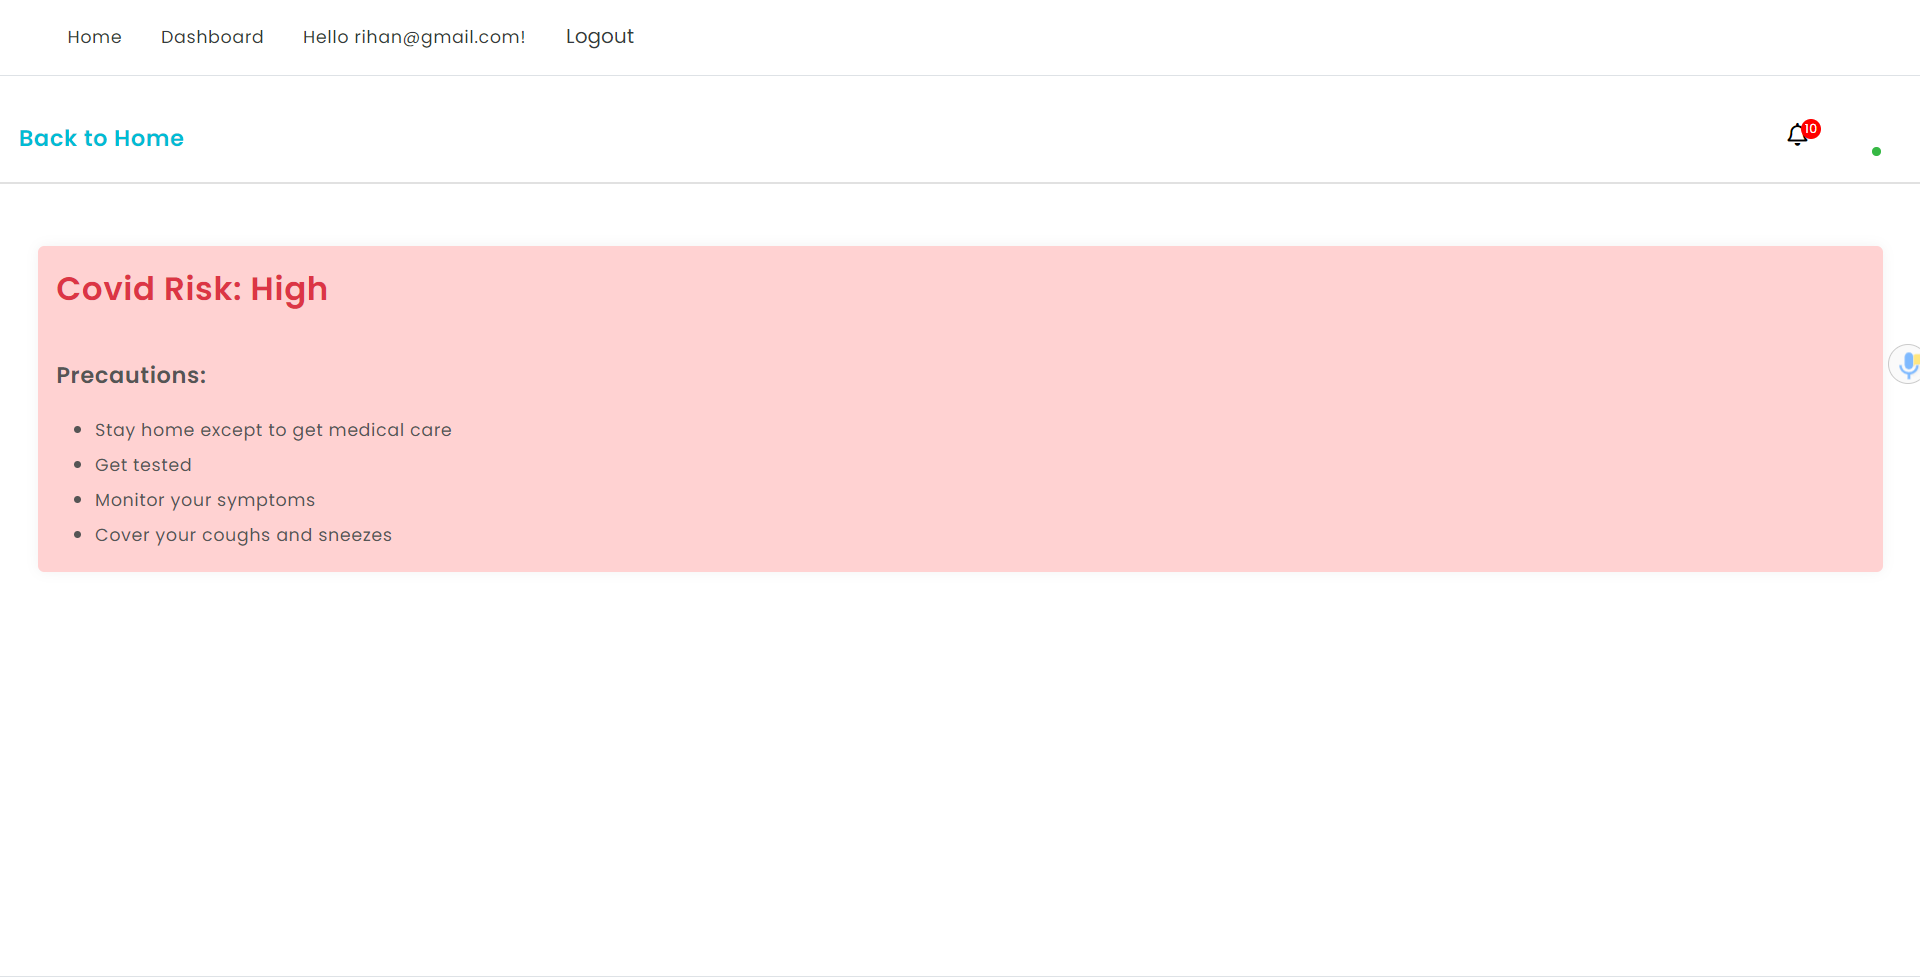 Home Dashboard Hello rihan@gmail.com! Logout
Back to Home
10
Covid Risk: High
Precautions:
Stay home except to get medical care
Get tested
Monitor your symptoms
Cover your coughs and sneezes